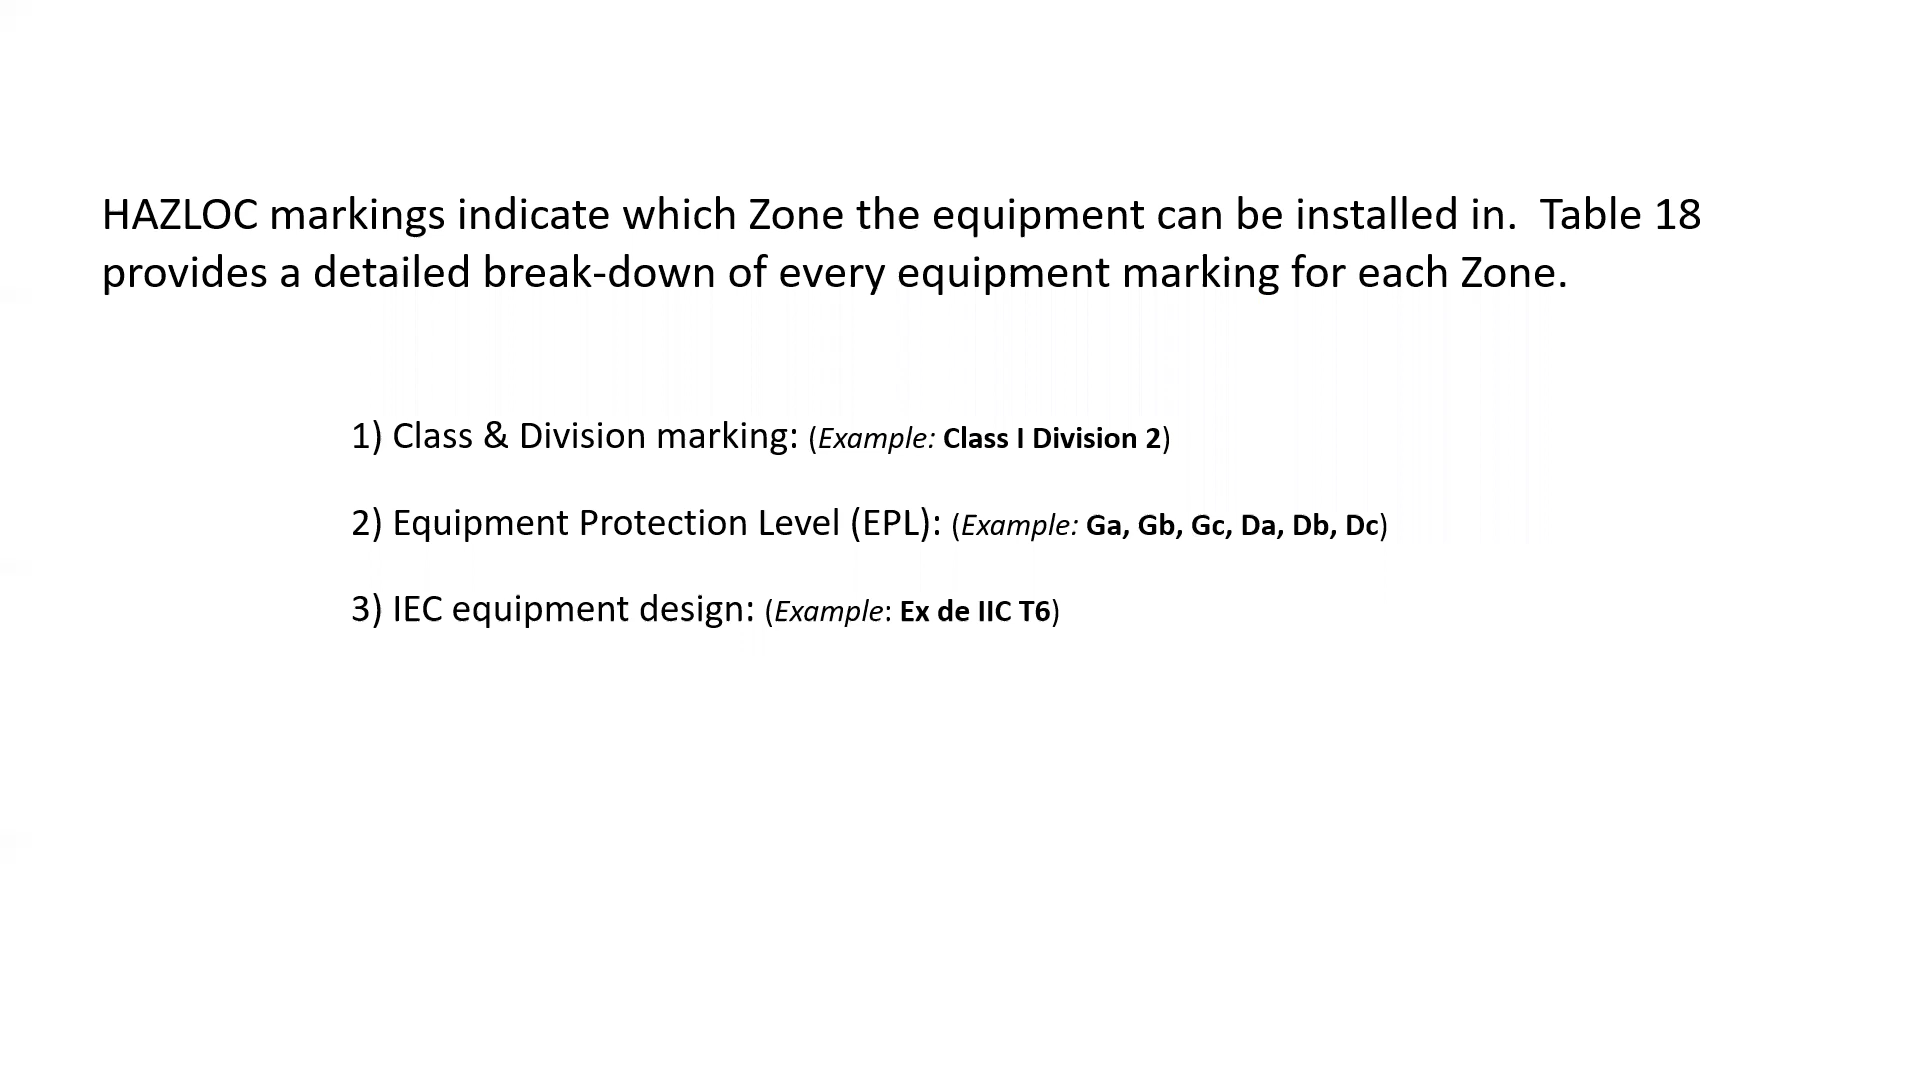 HAZLOC markings indicate which Zone the equipment can be installed in.  Table 18
provides a detailed break-down of every equipment marking for each Zone.
1) Class & Division marking: (Example: Class I Division 2)
2) Equipment Protection Level (EPL): (Example: Ga, Gb, Gc, Da, Db, Dc)
3) IEC equipment design: (Example: Ex de IIC T6)